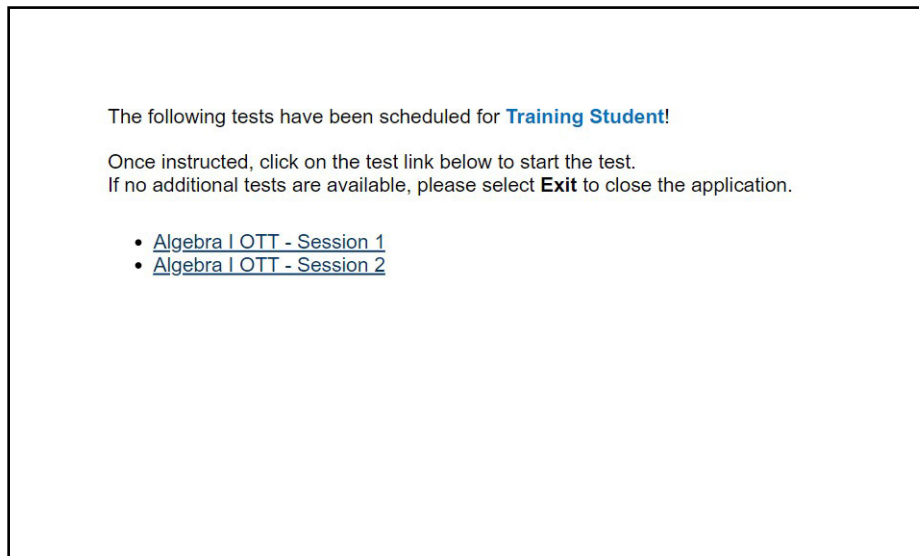 The following tests have been scheduled for Training Student!
Once instructed, click on the test link below to start the test.
If no additional tests are available, please select Exit to close the application.
• Algebra I OTT - Session 1
• Algebra I OTT - Session 2